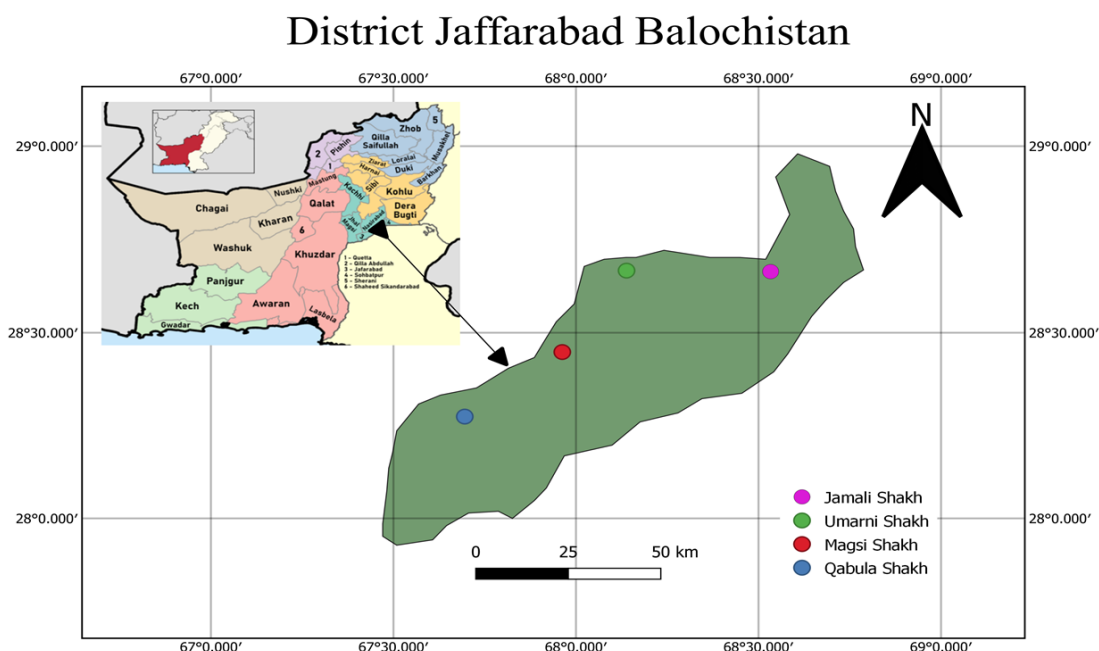 District Jaffarabad Balochistan
67°0.000′ 67°30.000′ 68°0.000′ 68°30.000′ 69°0.000′
29°0.000′ 29°0.000′
28°30.000′ 28°30.000′
28°0.000′ 28°0.000′
N
5
Zhob
Qilla
Saifullah
Musakhel
Pishin
2
1
Ziarat
Loralai
Harnai
Duki
Barkhan
Mastung
Sibi
Kachhi
Nushki
Kohlu
Chagai
Qalat
Dera
Bugti
Kharan
6
Jhal
Magsi
Nasirabad
Washuk
Khuzdar
1 - Quetta
2 - Qilla Abdullah
3 - Jafarabad
4 - Sohbatpur
5 - Sherani
6 - Shaheed Sikandarabad
Panjgur
Kech
Awaran
Lasbela
Gwadar
Jamali Shakh
Umarni Shakh
Magsi Shakh
Qabula Shakh
0 25 50 km
67°0.000′ 67°30.000′ 68°0.000′ 68°30.000′ 69°0.000′